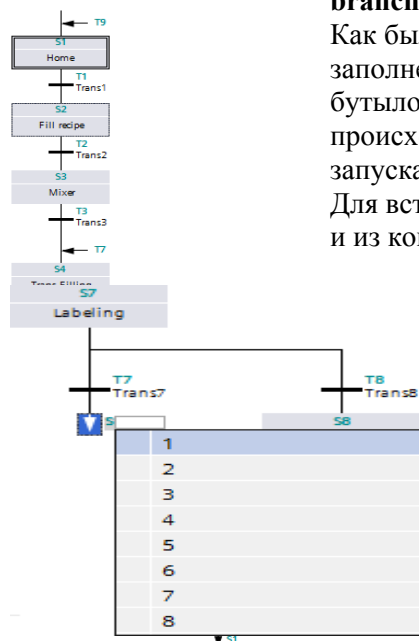 T9
S1
Home
T1
Trans1
S2
Fill recipe
T2
Trans2
S3
Mixer
T3
Trans3
T7
S4
Как бы
заполне
бутыло
происх
запуска
Для вст
и из ко
S7
Labeling
T7
Trans7
T8
Trans8
S8
1
2
3
4
5
6
7
8
S1